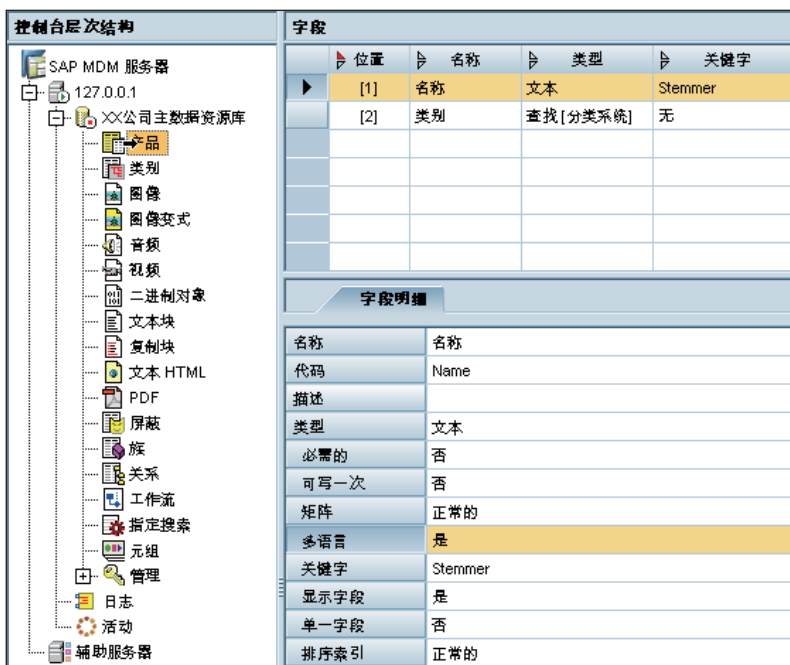 控制台层次结构
SAP MDM 服务器
127.0.0.1
XX公司主数据资源库
产品
类别
图像
图像变式
音频
视频
二进制对象
文本块
复制块
文本 HTML
PDF
屏蔽
族
关系
工作流
指定搜索
元组
管理
日志
活动
辅助服务器
字段
位置 名称 类型 关键字
[1] 名称 文本 Stemmer
[2] 类别 查找[分类系统] 无
字段明细
名称 名称
代码 Name
描述
类型 文本
必需的 否
可写一次 否
矩阵 正常的
多语言 是
关键字 Stemmer
显示字段 是
单一字段 否
排序索引 正常的